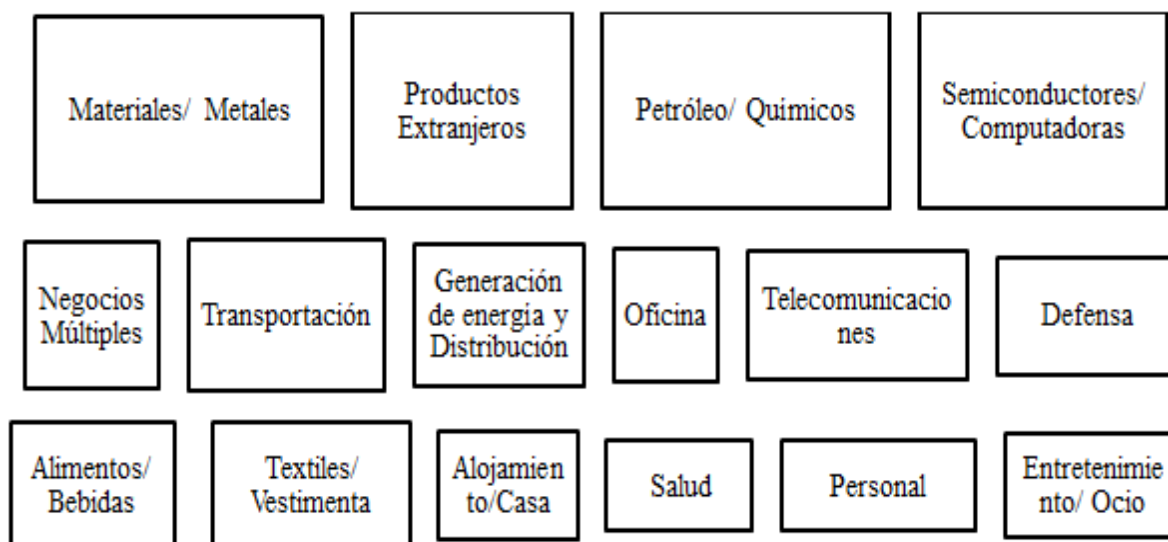 Materiales/ Metales
Productos
Extranjeros
Petróleo/ Químicos
Semiconductores/
Computadoras
Negocios
Múltiples
Transportación
Generación
de energía y
Distribución
Oficina
Telecomunicacio
nes
Defensa
Alimentos/
Bebidas
Textiles/
Vestimenta
Alojamien
to/Casa
Salud
Personal
Entretenimie
nto/ Ocio